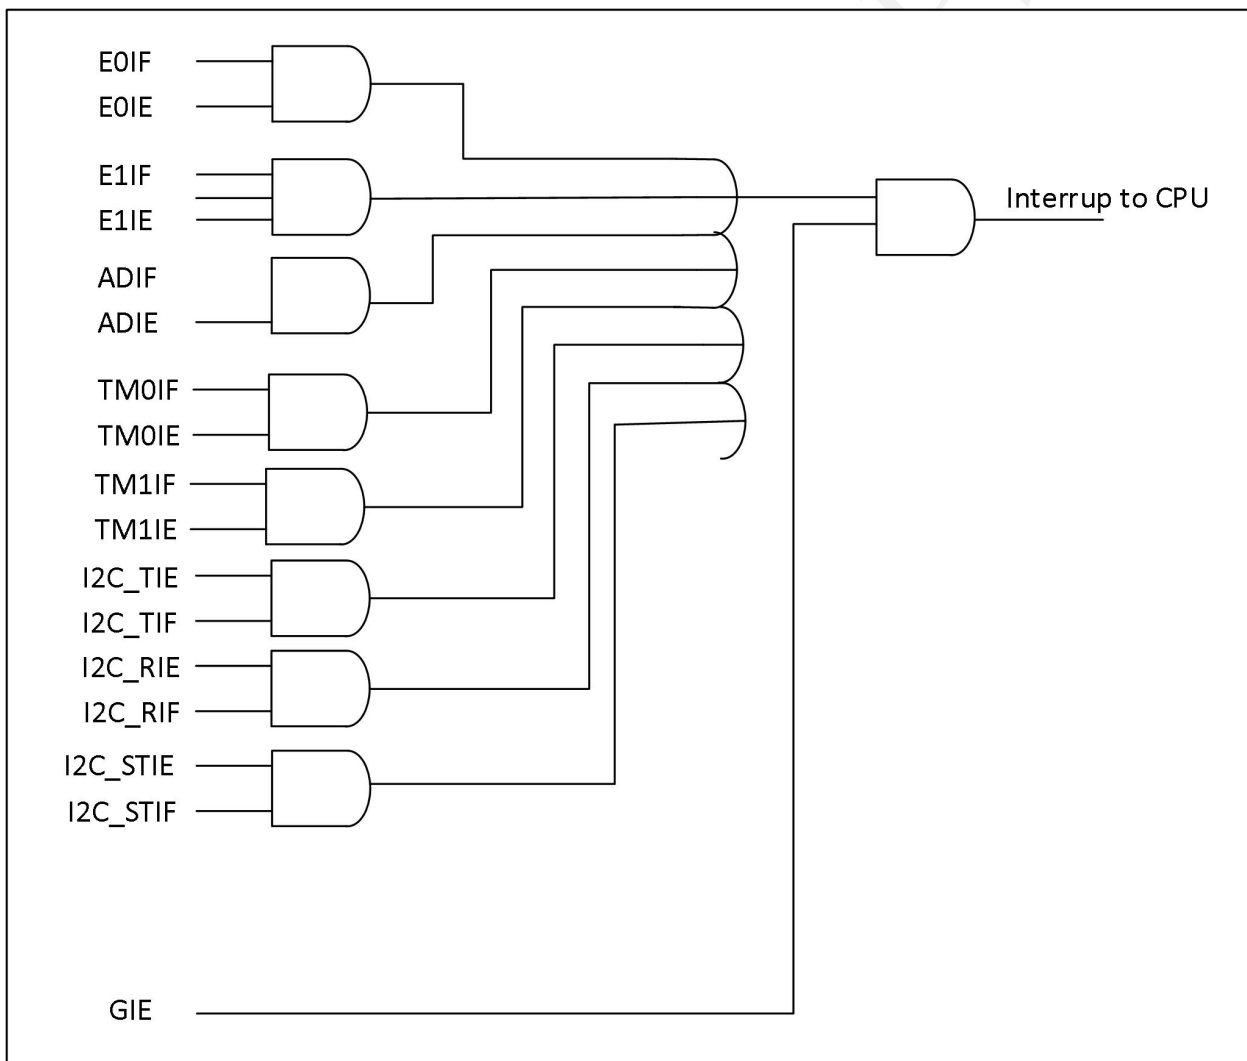 E0IF
E0IE
E1IF
E1IE
Interrup to CPU
ADIF
ADIE
TM0IF
TM0IE
TM1IF
TM1IE
I2C_TIE
I2C_TIF
I2C_RIE
I2C_RIF
I2C_STIE
I2C_STIF
GIE